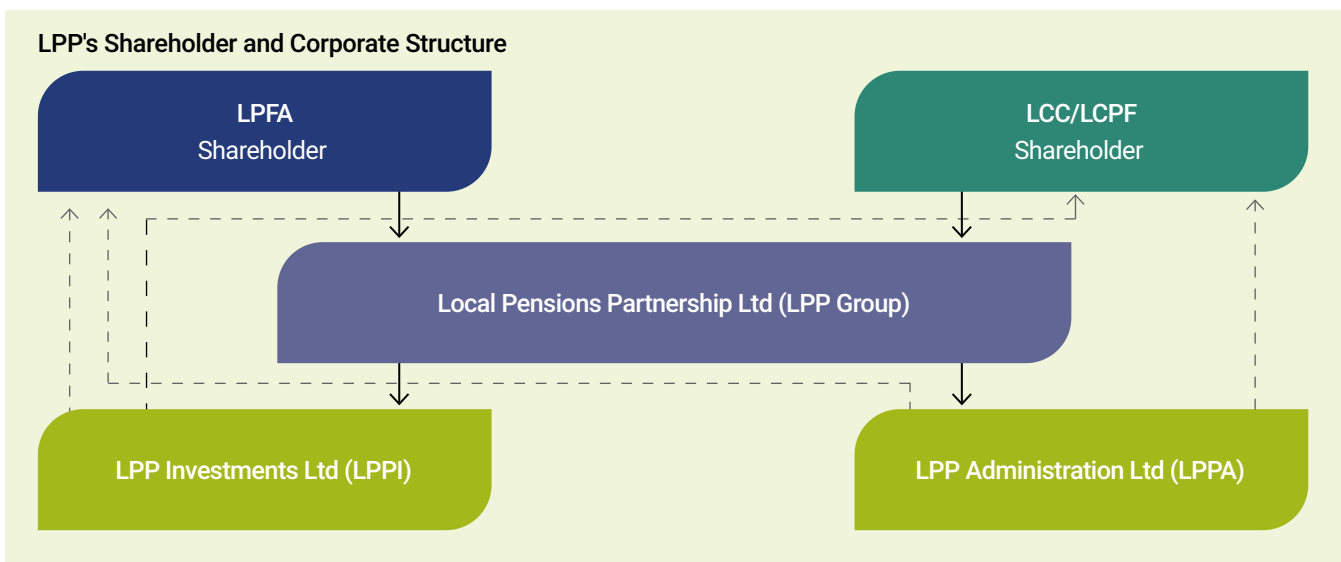 LPP's Shareholder and Corporate Structure
LPFA
Shareholder
LCC/LCPF
Shareholder
Local Pensions Partnership Ltd (LPP Group)
LPP Investments Ltd (LPPI)
LPP Administration Ltd (LPPA)